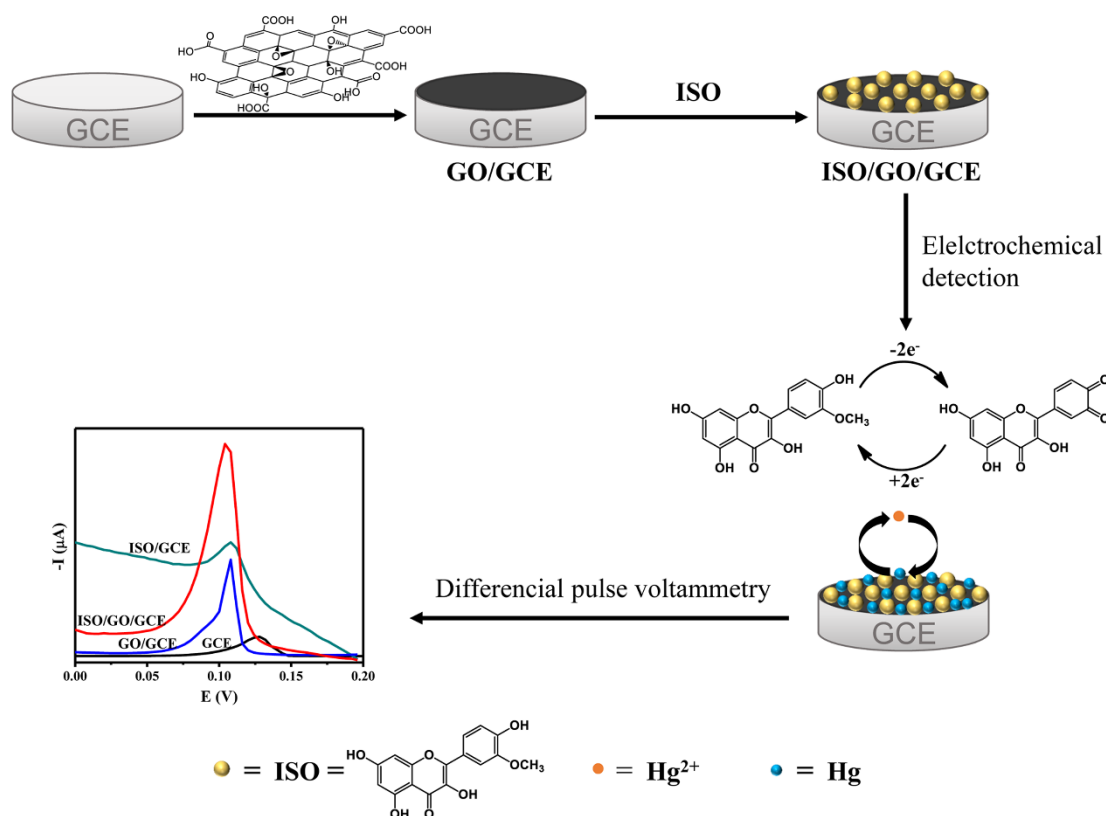 COOH
OH
O
HO
O
O
COOH
O
HO
O
COOH
OH
HO
HO
O
OH
HOOC
COOH
OH
GCE
GCE
GO/GCE
ISO
GCE
ISO/GO/GCE
Elelctrochemical
detection
-2e-
OH
HO
O
OCH3
OH
OH
O
O
HO
O
O
OH
OH
O
+2e-
-I (μA)
ISO/GCE
ISO/GO/GCE
GO/GCE
GCE
0.00
0.05
0.10
0.15
0.20
E (V)
Differencial pulse voltammetry
GCE
= ISO =
OH
HO
O
OCH3
OH
OH
O
= Hg2+
= Hg